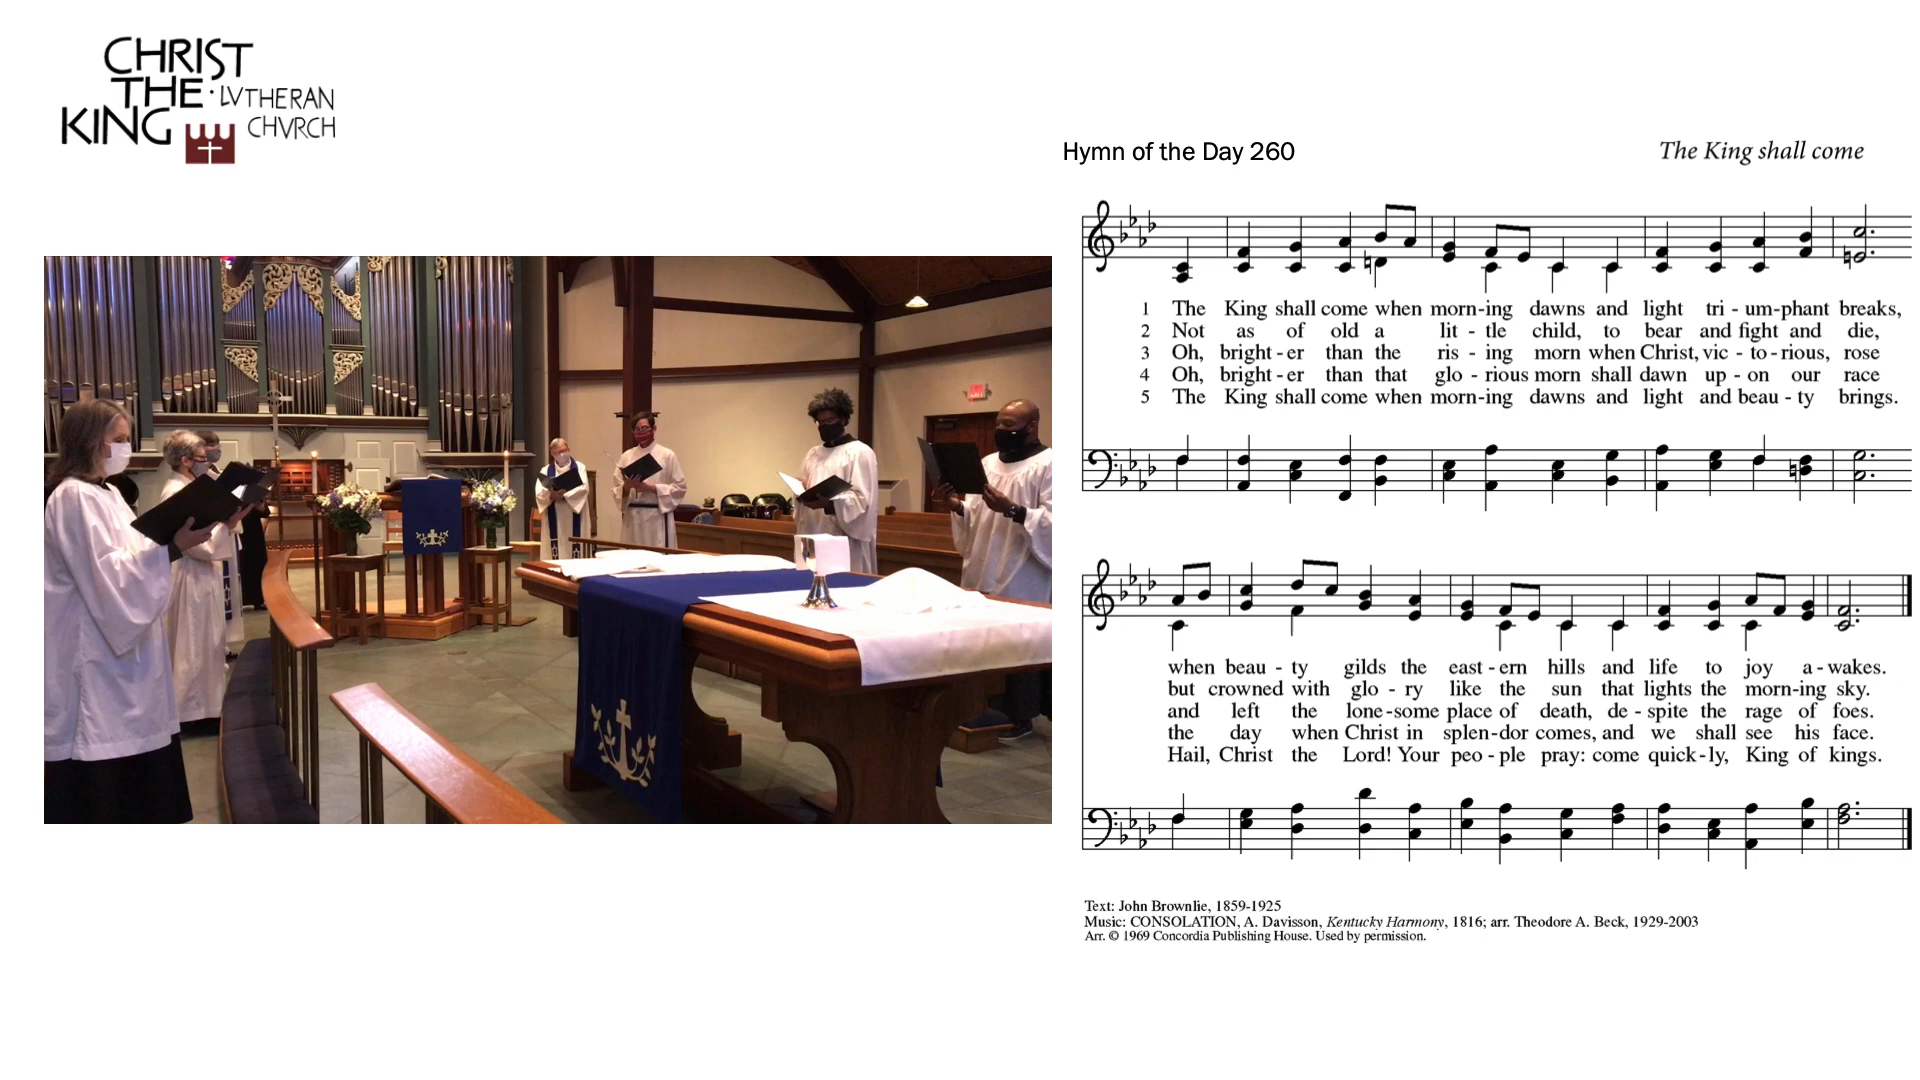 CHRIST
THE · LVTHERAN
KING CHVRCH
Hymn of the Day 260
The King shall come
1 The King shall come when morn-ing dawns and light tri - um-phant breaks,
2 Not as of old a lit - tle child, to bear and fight and die,
3 Oh, bright - er than the ris - ing morn when Christ, vic - to - rious, rose
4 Oh, bright - er than that glo - rious morn shall dawn up - on our race
5 The King shall come when morn-ing dawns and light and beau - ty brings.
when beau - ty gilds the east - ern hills and life to joy a - wakes.
but crowned with glo - ry like the sun that lights the morn-ing sky.
and left the lone-some place of death, de - spite the rage of foes.
the day when Christ in splen-dor comes, and we shall see his face.
Hail, Christ the Lord! Your peo - ple pray: come quick - ly, King of kings.
Text: John Brownlie, 1859-1925
Music: CONSOLATION, A. Davisson, Kentucky Harmony, 1816; arr. Theodore A. Beck, 1929-2003
Arr. © 1969 Concordia Publishing House. Used by permission.